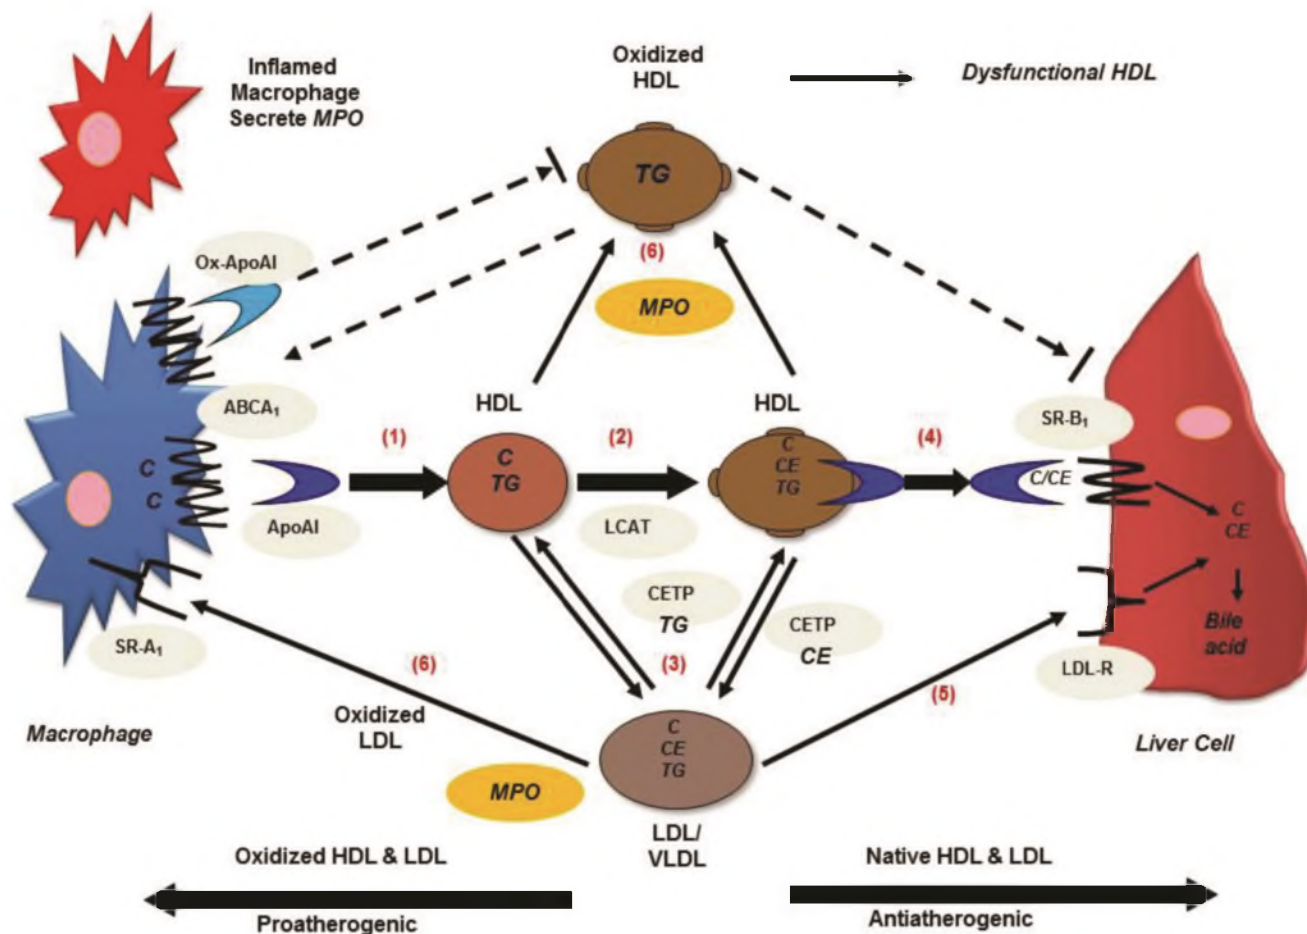 Inflamed
Macrophage
Secrete MPO
Oxidized
HDL
Dysfunctional HDL
TG
Ox-ApoAI
(6)
MPO
ABCA1
HDL
HDL
SR-B1
(1)
(2)
(4)
C
C
C
TG
C
CE
TG
C/CE
C
CE
ApoAI
LCAT
CETP
TG
CETP
CE
Bile
acid
SR-A1
(6)
(3)
(5)
LDL-R
Oxidized
LDL
C
CE
TG
Macrophage
Liver Cell
MPO
LDL/
VLDL
Oxidized HDL & LDL
Native HDL & LDL
Proatherogenic
Antiatherogenic